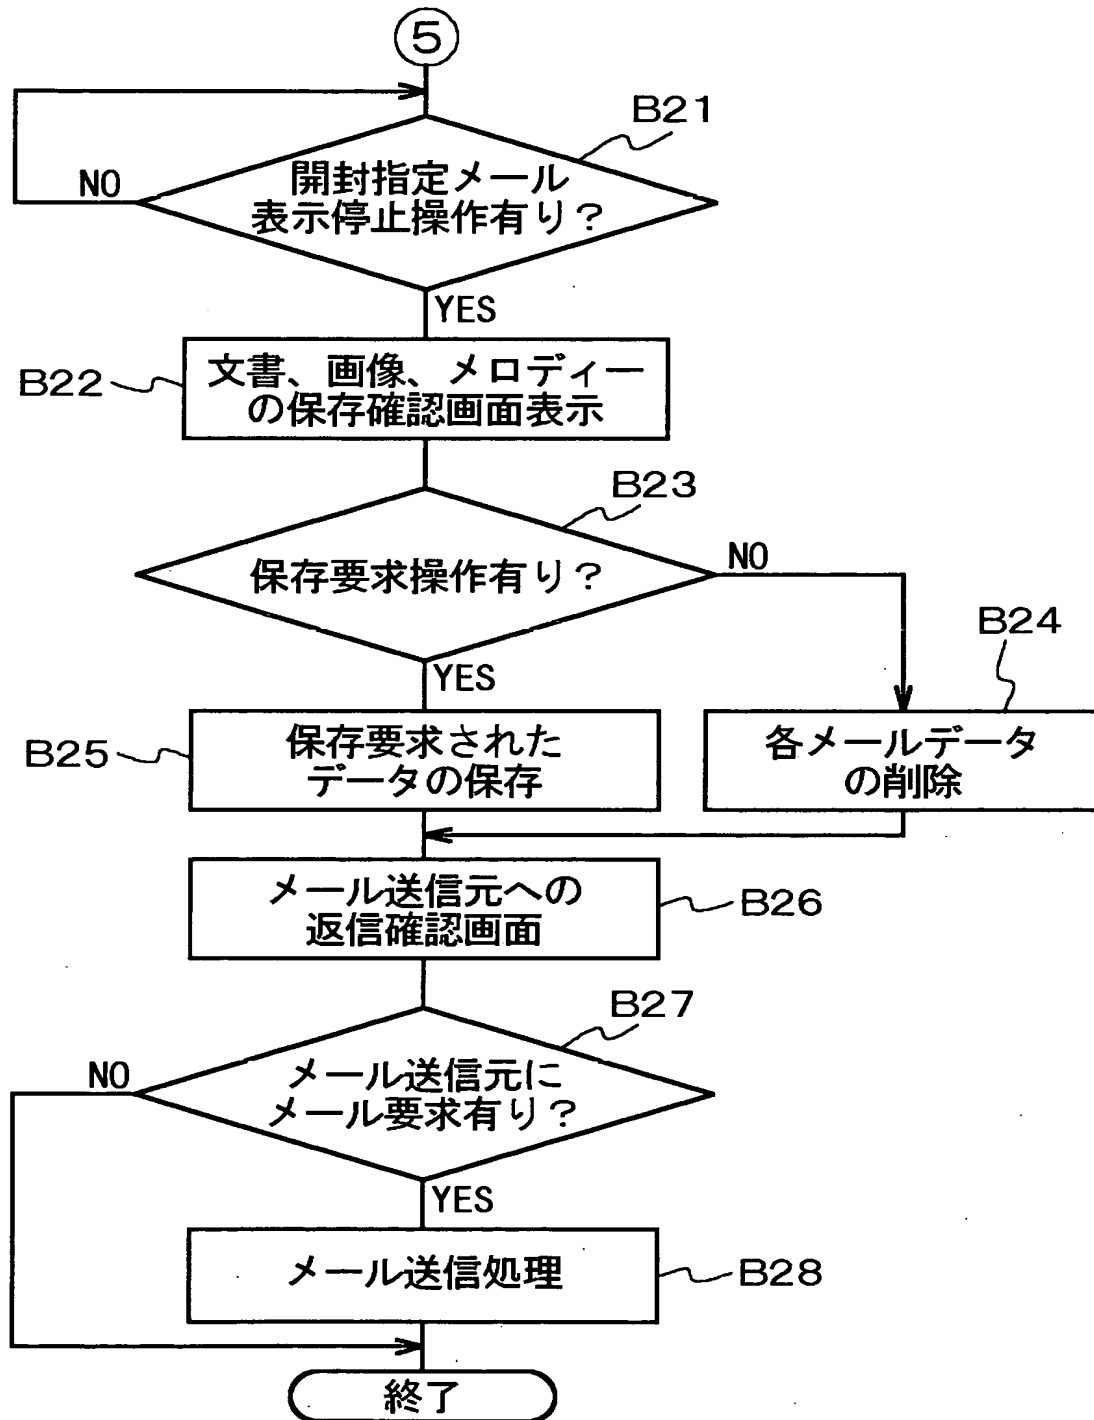 5
B21
開封指定メール
表示停止操作有り？
NO
YES
B22
文書、画像、メロディー
の保存確認画面表示
B23
保存要求操作有り？
NO
YES
B24
各メールデータ
の削除
B25
保存要求された
データの保存
メール送信元への
返信確認画面
B26
B27
メール送信元に
メール要求有り？
NO
YES
メール送信処理
B28
終了